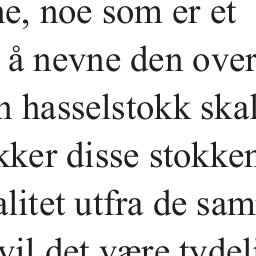 ne, noe som er et
å nevne den over
n hasselstokk skal
kker disse stokken
alitet utfra de sam
vil det være tydeli